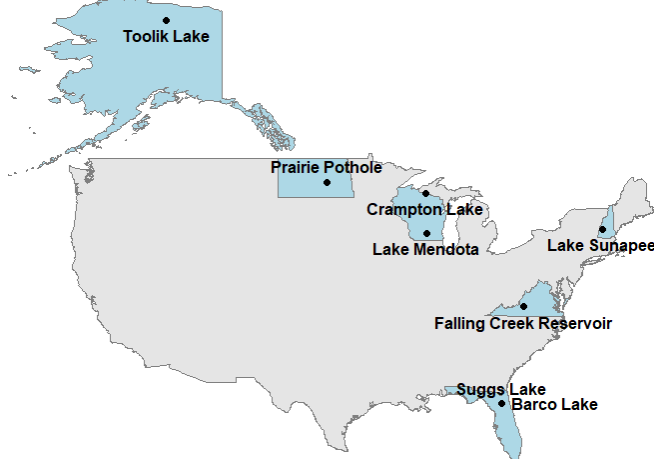 Toolik Lake
Prairie Pothole
Crampton Lake
Lake Mendota
Lake Sunapee
Falling Creek Reservoir
Suggs Lake
Barco Lake